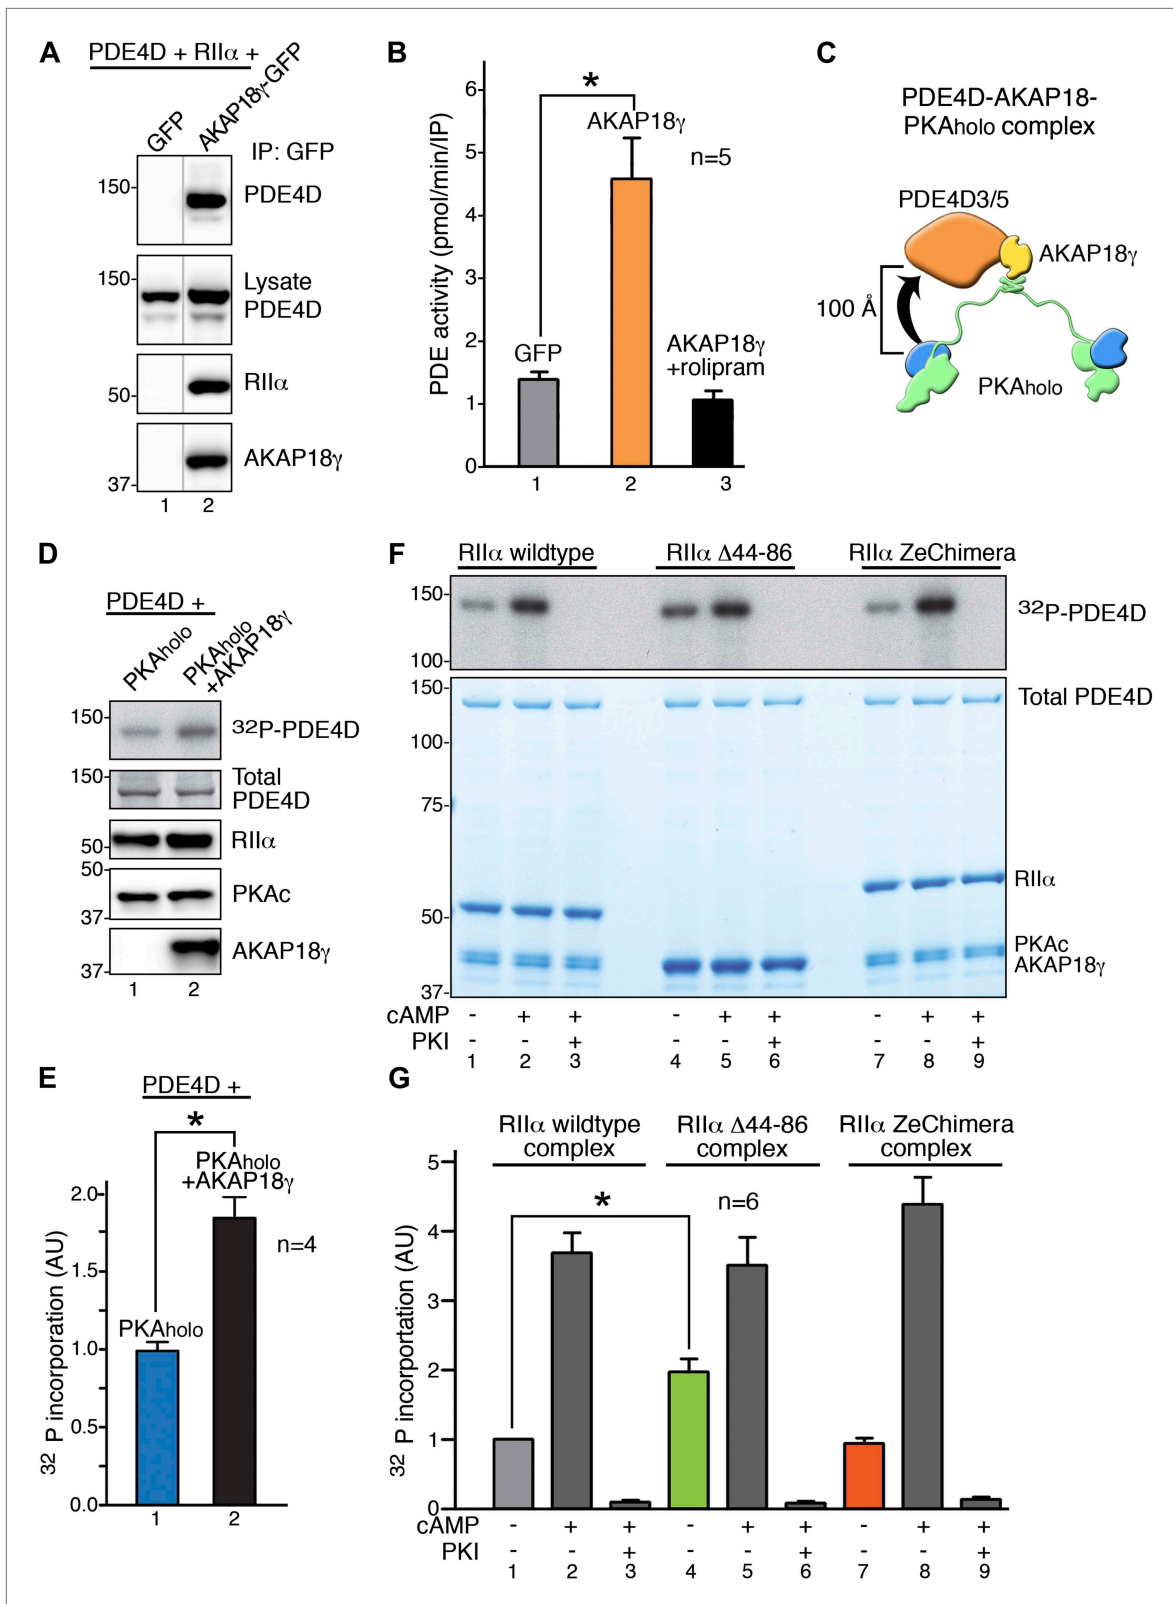 A
PDE4D + RIIα +
GFP
AKAP18γ-GFP
IP: GFP
150-
PDE4D
150-
Lysate
PDE4D
RIIα
50-
AKAP18γ
37-
1 2
B
PDE activity (pmol/min/IP)
6
5
4
3
2
1
0
*
AKAP18γ
n=5
GFP
AKAP18γ
+rolipram
1 2 3
C
PDE4D-AKAP18-
PKAholo complex
PDE4D3/5
AKAP18γ
100 Å
PKAholo
D
PDE4D +
PKAholo
PKAholo
+AKAP18γ
150-
32P-PDE4D
150-
Total
PDE4D
50-
RIIα
50-
PKAc
37-
AKAP18γ
37-
1 2
E
PDE4D +
*
PKAholo
+AKAP18γ
n=4
PKAholo
32 P incorporation (AU)
2.0
1.5
1.0
0.5
0.0
1 2
F
RIIα wildtype RIIα Δ44-86 RIIα ZeChimera
150-
32P-PDE4D
100-
150-
Total PDE4D
100-
75-
RIIα
50-
PKAc
AKAP18γ
37-
cAMP - + + - + + - + +
PKI - - + - - + - - +
1 2 3 4 5 6 7 8 9
G
RIIα wildtype
complex
RIIα Δ44-86
complex
RIIα ZeChimera
complex
*
n=6
32 P incorportation (AU)
5
4
3
2
1
0
cAMP - + + - + + - + +
PKI - - + - - + - - +
1 2 3 4 5 6 7 8 9